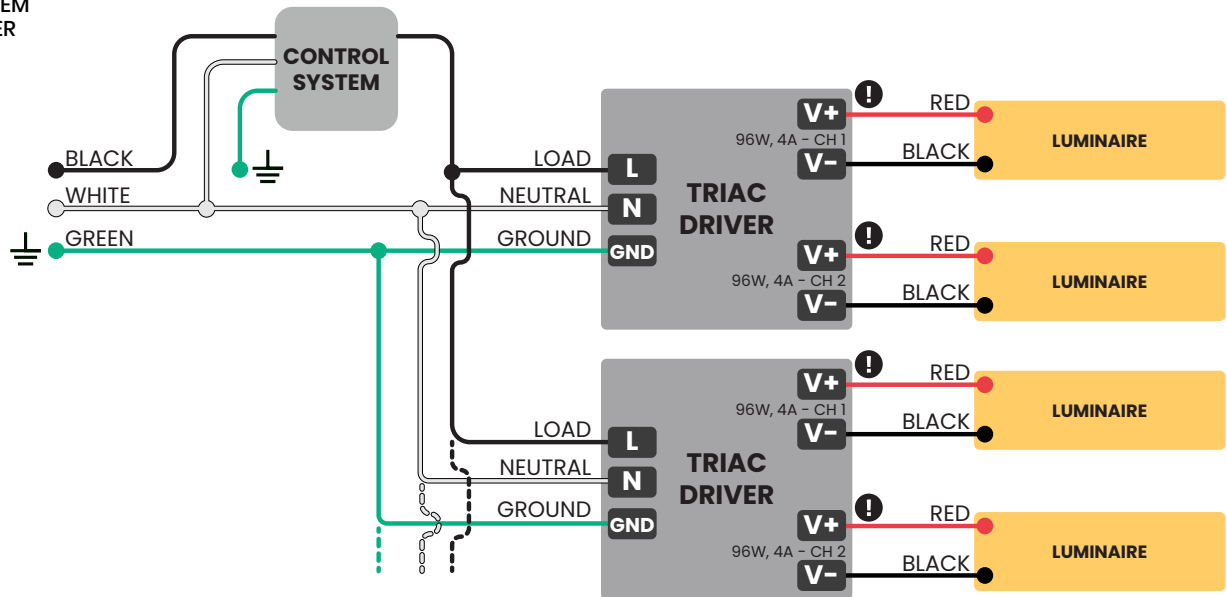 EM
ER
CONTROL
SYSTEM
BLACK
WHITE
GREEN
LOAD
NEUTRAL
GROUND
L
N
GND
TRIAC
DRIVER
V+
96W, 4A - CH 1
V-
V+
96W, 4A - CH 2
V-
!
RED
BLACK
LUMINAIRE
!
RED
BLACK
LUMINAIRE
LOAD
NEUTRAL
GROUND
L
N
GND
TRIAC
DRIVER
V+
96W, 4A - CH 1
V-
V+
96W, 4A - CH 2
V-
!
RED
BLACK
LUMINAIRE
!
RED
BLACK
LUMINAIRE